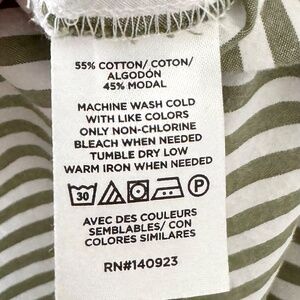 55% COTTON/ COTON/
ALGODÓN
45% MODAL
MACHINE WASH COLD
WITH LIKE COLORS
ONLY NON-CHLORINE
BLEACH WHEN NEEDED
TUMBLE DRY LOW
WARM IRON WHEN NEEDED
30 P
AVEC DES COULEURS
SEMBLABLES/ CON
COLORES SIMILARES
RN#140923